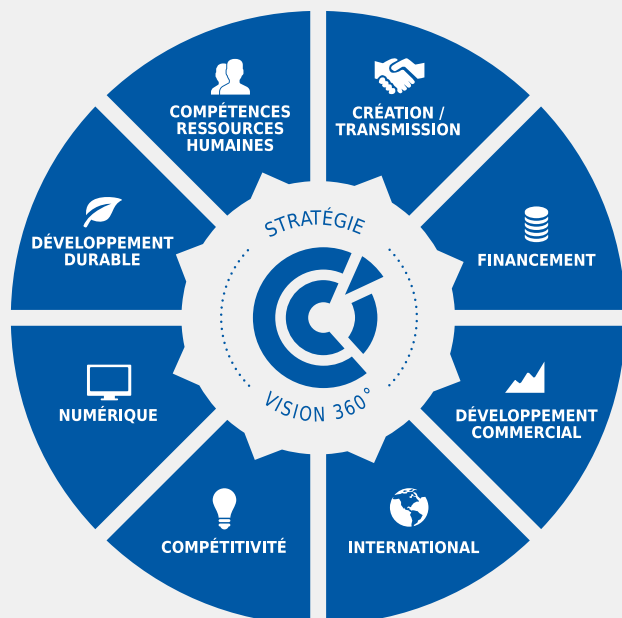 COMPÉTENCES
RESSOURCES
HUMAINES
CRÉATION /
TRANSMISSION
DÉVELOPPEMENT
DURABLE
STRATÉGIE
FINANCEMENT
NUMÉRIQUE
VISION 360°
DÉVELOPPEMENT
COMMERCIAL
COMPÉTITIVITÉ
INTERNATIONAL